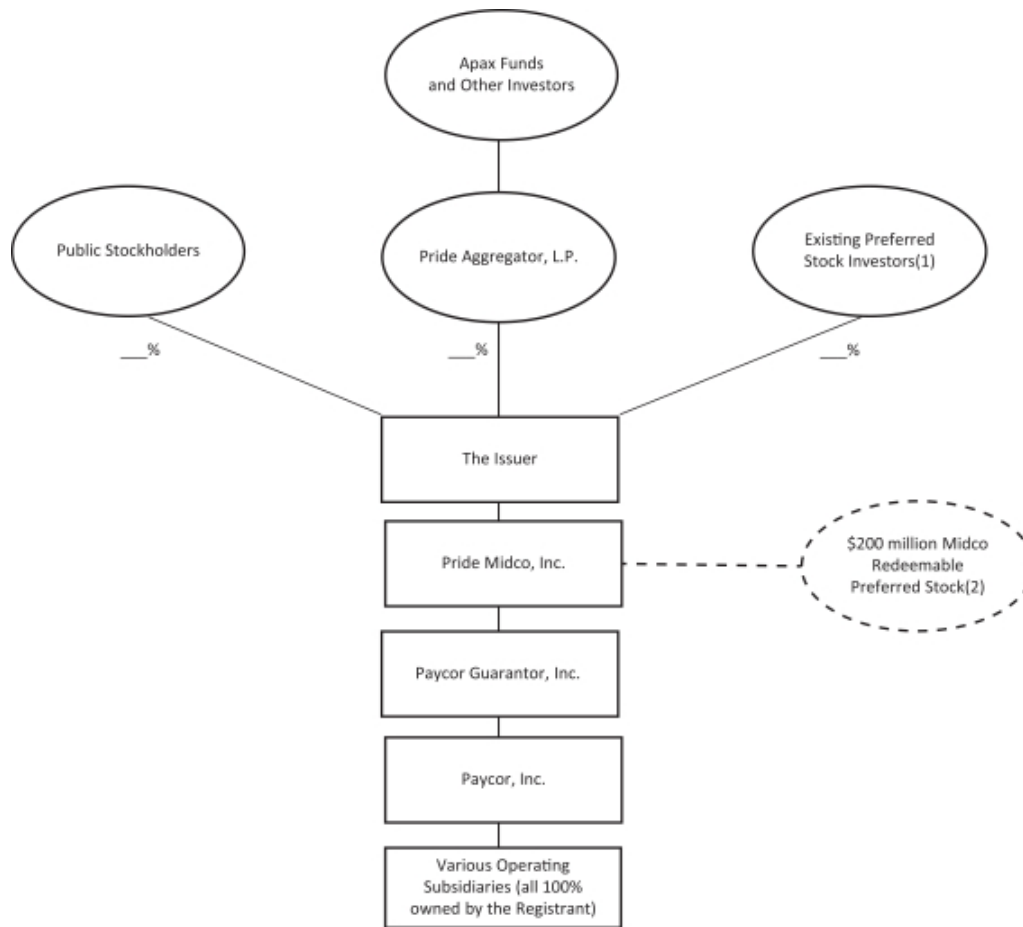 Apax Funds
and Other Investors
Public Stockholders
Pride Aggregator, L.P.
Existing Preferred
Stock Investors(1)
___%
___%
___%
The Issuer
Pride Midco, Inc.
$200 million Midco
Redeemable
Preferred Stock(2)
Paycor Guarantor, Inc.
Paycor, Inc.
Various Operating
Subsidiaries (all 100%
owned by the Registrant)